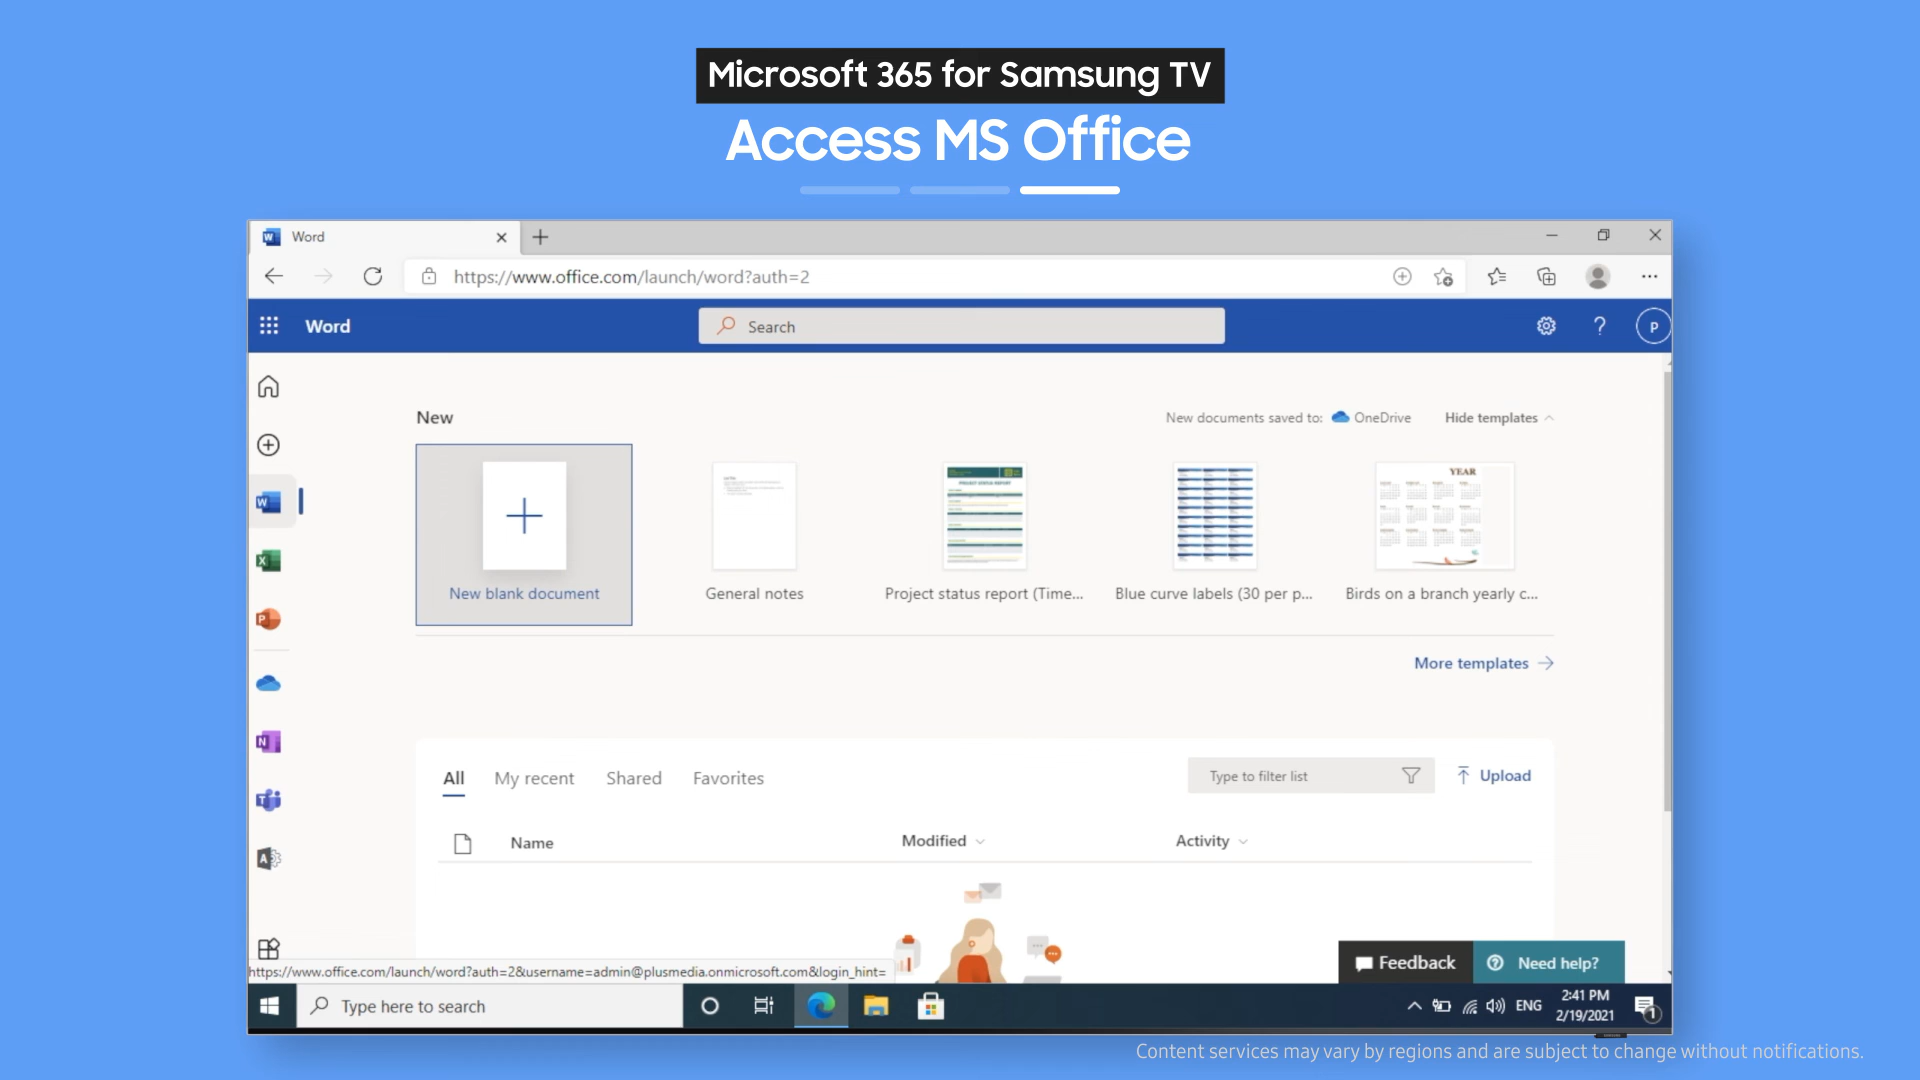 Microsoft 365 for Samsung TV
Access MS Office
Word
https://www.office.com/launch/word?auth=2
Word
Search
P
New
New documents saved to: OneDrive
Hide templates
New blank document
General notes
Project status report (Time...
Blue curve labels (30 per p...
Birds on a branch yearly c...
PROJECT STATUS REPORT
YEAR
More templates
All
My recent
Shared
Favorites
Type to filter list
Upload
Name
Modified
Activity
Feedback
Need help?
https://www.office.com/launch/word?auth=2&username=admin@plusmedia.onmicrosoft.com&login_hint=
Type here to search
ENG
2:41 PM
2/19/2021
1
Content services may vary by regions and are subject to change without notifications.